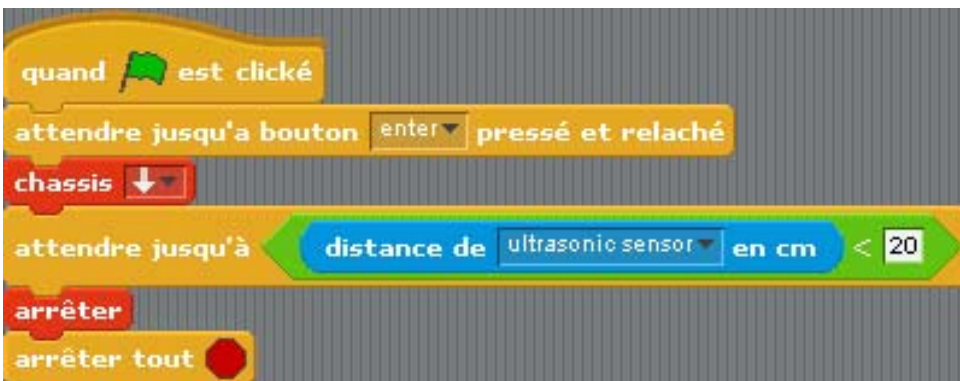 quand est clické
attendre jusqu'a bouton enter pressé et relaché
chassis
attendre jusqu'à distance de ultrasonic sensor en cm < 20
arrêter
arrêter tout